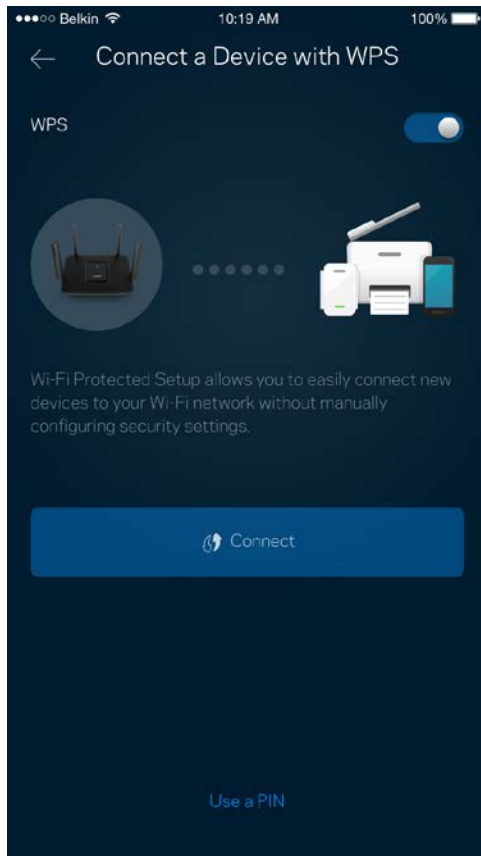 Belkin 10:19 AM 100%
Connect a Device with WPS
WPS
Wi-Fi Protected Setup allows you to easily connect new
devices to your Wi-Fi network without manually
configuring security settings.
Connect
Use a PIN